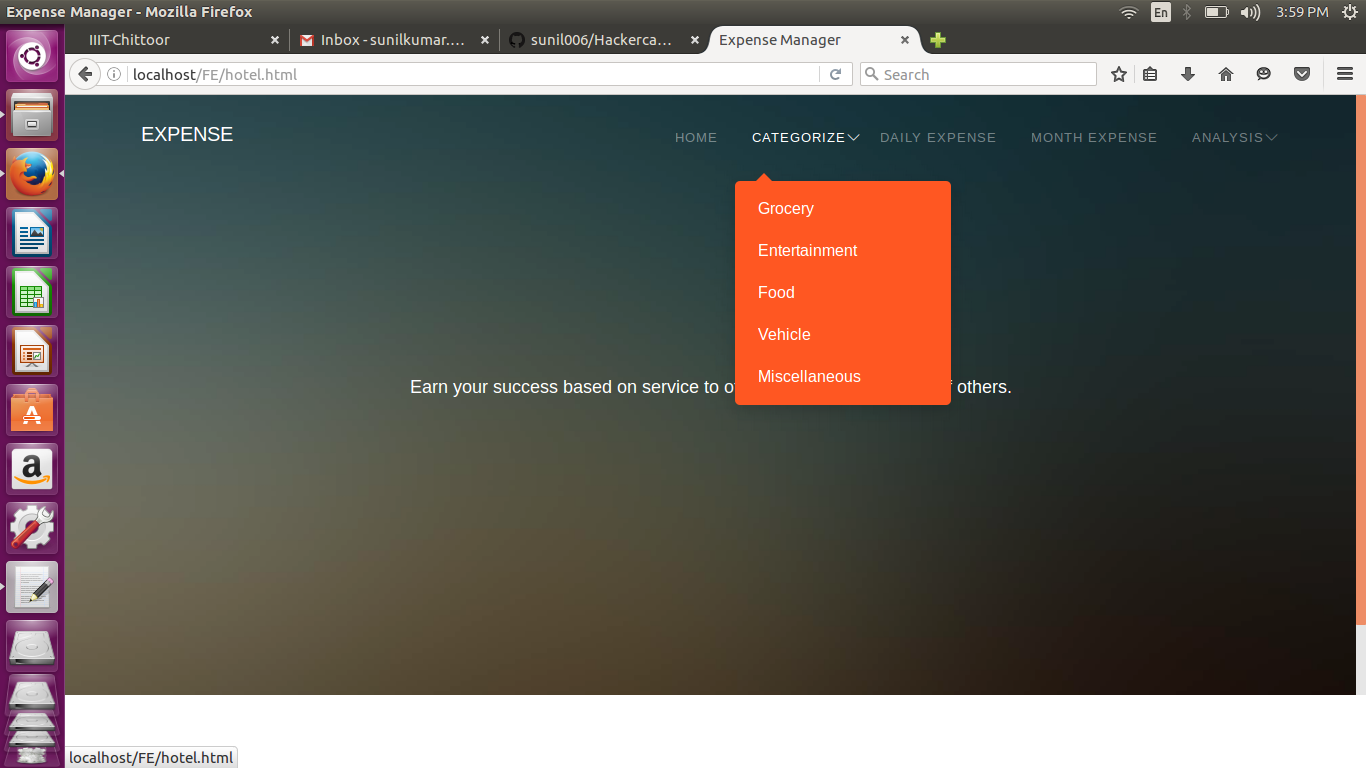 Expense Manager - Mozilla Firefox
En
3:59 PM
IIIT-Chittoor
Inbox - sunilkumar.…
sunil006/Hackerca…
Expense Manager
localhost/FE/hotel.html
Search
EXPENSE
HOME
CATEGORIZE
DAILY EXPENSE
MONTH EXPENSE
ANALYSIS
Grocery
Entertainment
Food
Vehicle
Miscellaneous
Earn your success based on service to others.
localhost/FE/hotel.html